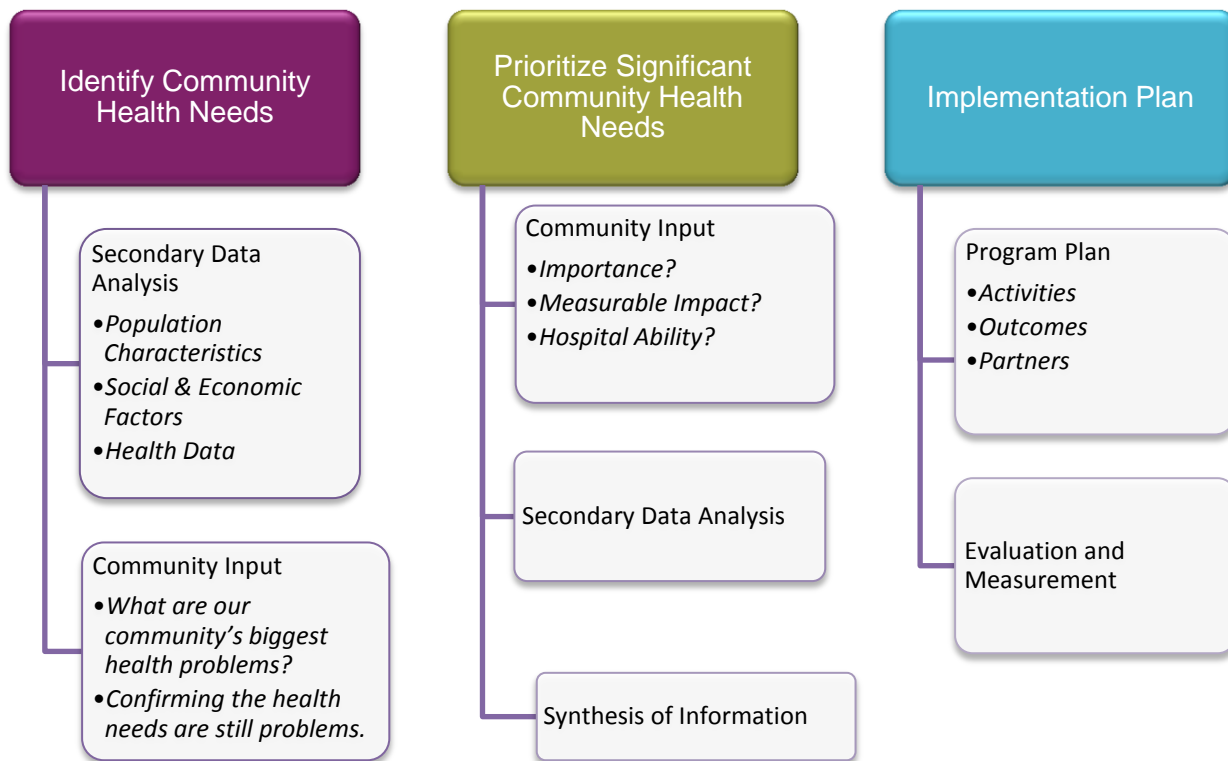 Identify Community
Health Needs
Secondary Data
Analysis
•Population
Characteristics
•Social & Economic
Factors
•Health Data
Community Input
•What are our
community’s biggest
health problems?
•Confirming the health
needs are still problems.
Prioritize Significant
Community Health
Needs
Community Input
•Importance?
•Measurable Impact?
•Hospital Ability?
Secondary Data Analysis
Synthesis of Information
Implementation Plan
Program Plan
•Activities
•Outcomes
•Partners
Evaluation and
Measurement